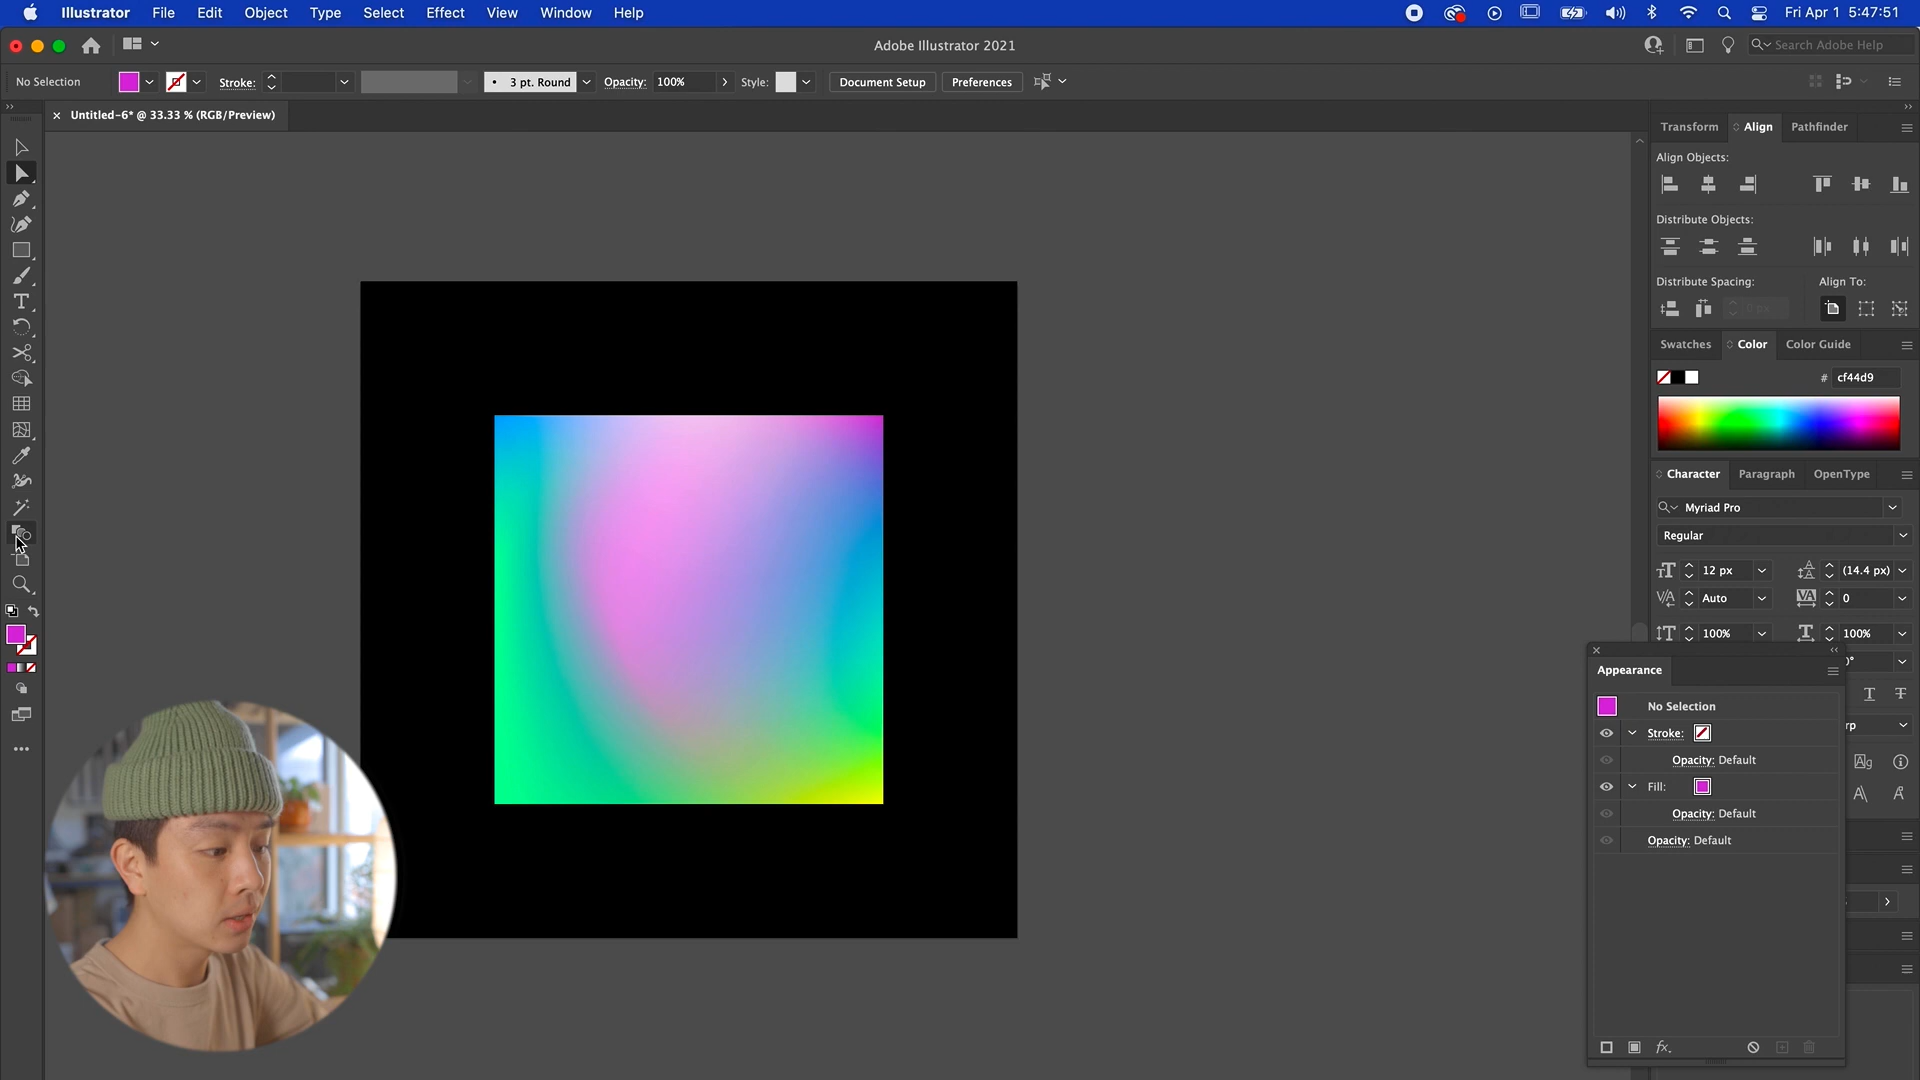 Illustrator File Edit Object Type Select Effect View Window Help Fri Apr 1 5:47:51
Adobe Illustrator 2021 Search Adobe Help
No Selection Stroke: 3 pt. Round Opacity: 100% Style: Document Setup Preferences
Untitled-6* @ 33.33 % (RGB/Preview)
Transform Align Pathfinder
Align Objects:
Distribute Objects:
Distribute Spacing: Align To:
0 px
Swatches Color Color Guide
# cf44d9
Character Paragraph OpenType
Myriad Pro
Regular
12 px (14.4 px)
Auto 0
100% 100%
Appearance
No Selection
Stroke:
Opacity: Default
Fill:
Opacity: Default
Opacity: Default
fx.